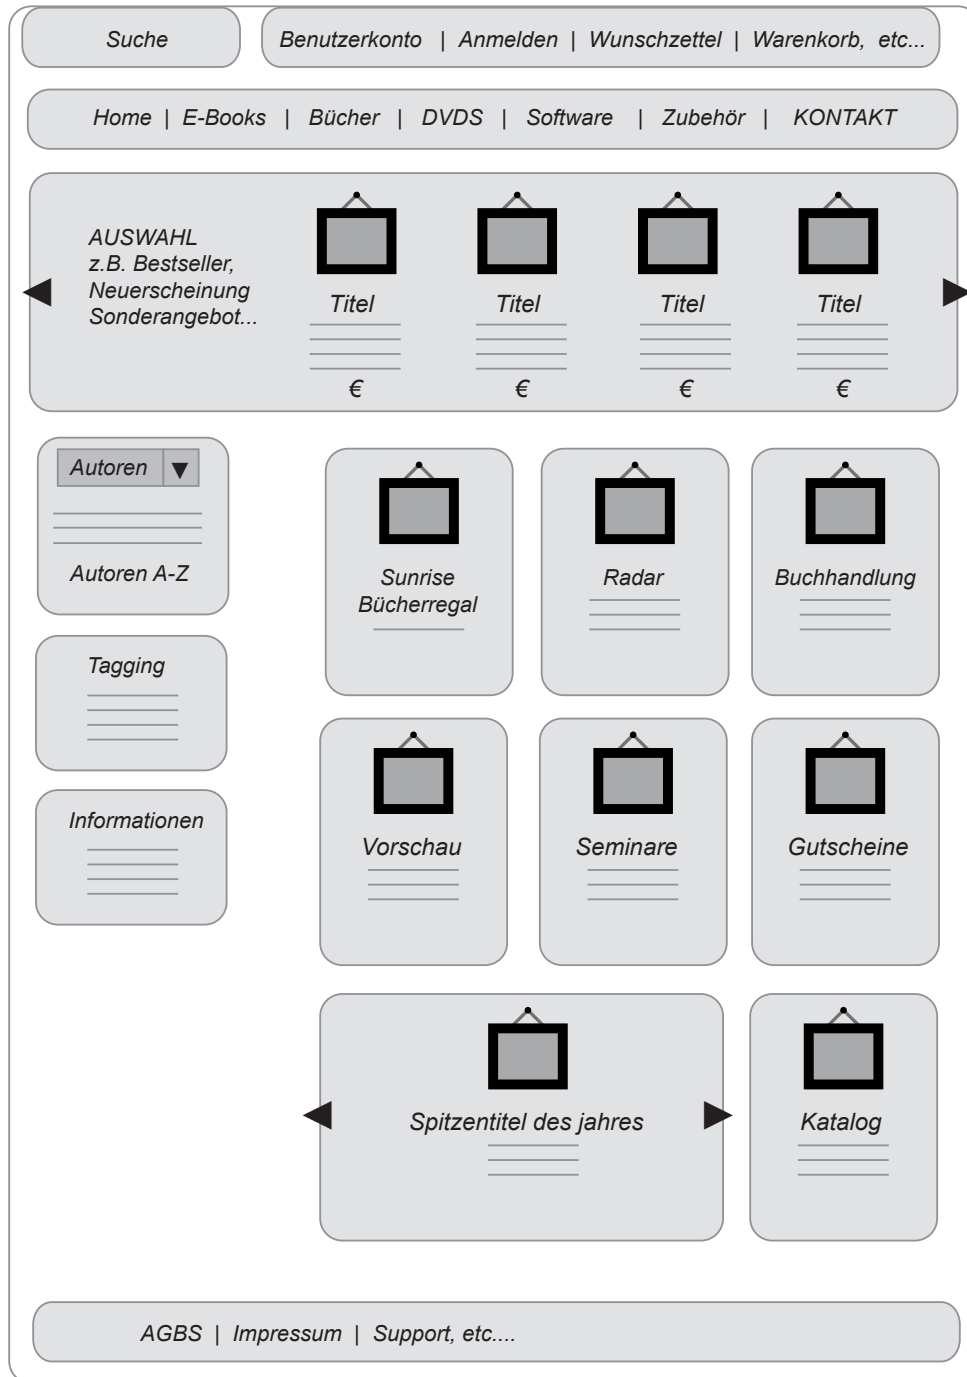 Suche
Benutzerkonto | Anmelden | Wunschzettel | Warenkorb, etc...
Home | E-Books | Bücher | DVDS | Software | Zubehör | KONTAKT
AUSWAHL
z.B. Bestseller,
Neuerscheinung
Sonderangebot...
Titel
€
Titel
€
Titel
€
Titel
€
Autoren ▼
Autoren A-Z
Tagging
Informationen
Sunrise
Bücherregal
Radar
Buchhandlung
Vorschau
Seminare
Gutscheine
Spitzentitel des jahres
Katalog
AGBS | Impressum | Support, etc....